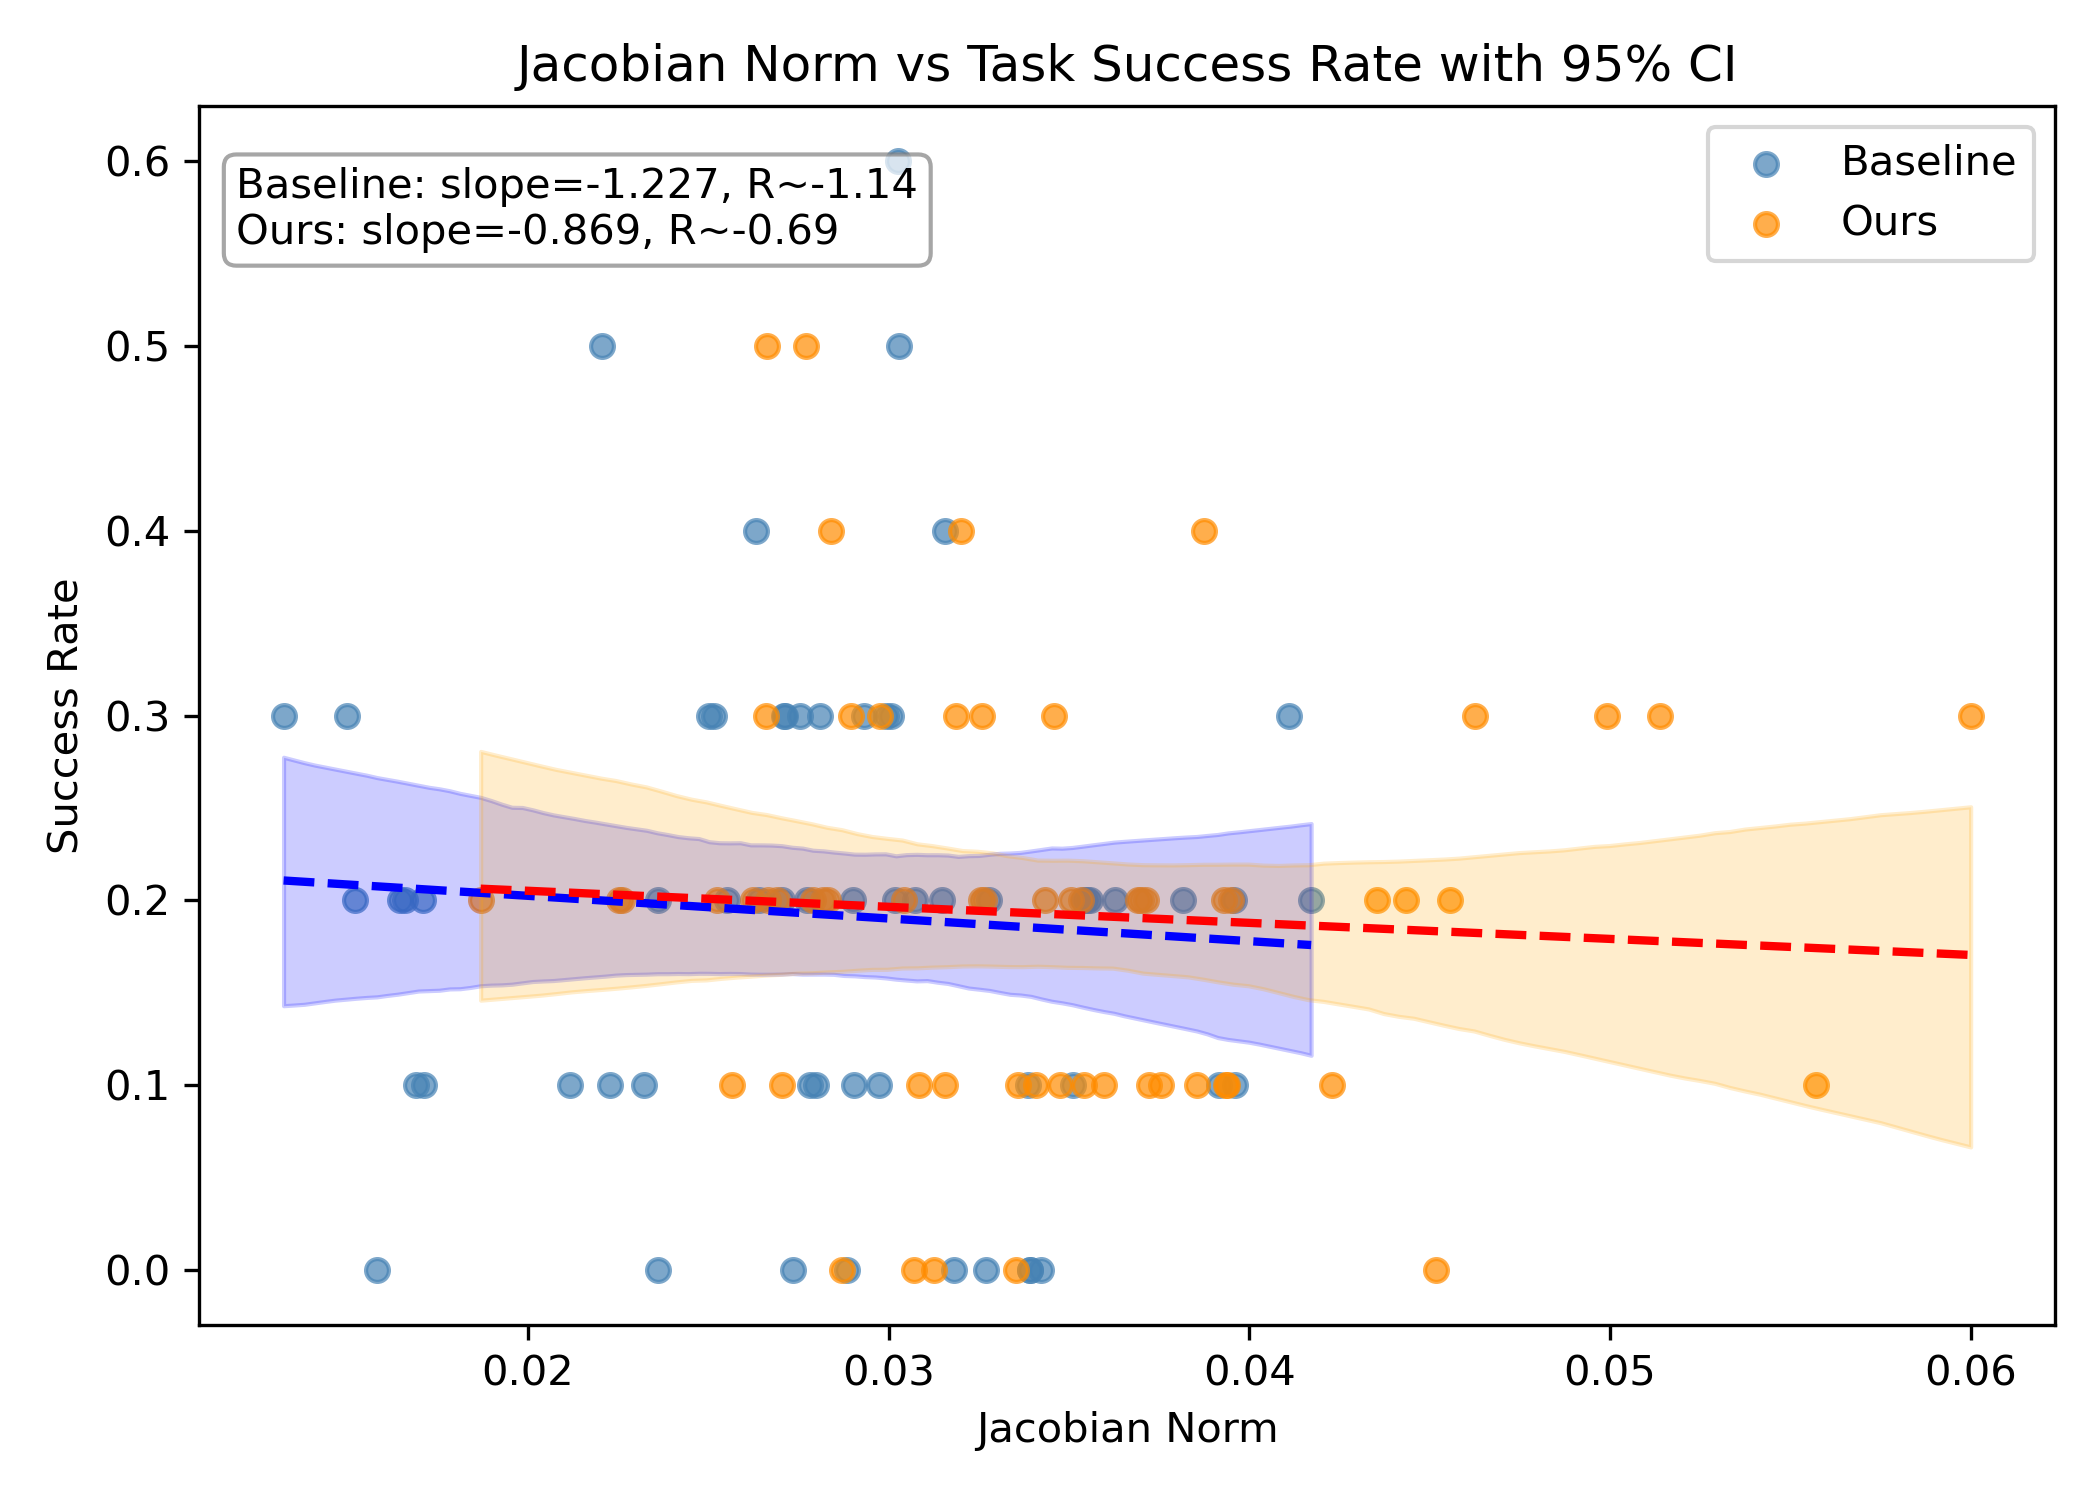 Jacobian Norm vs Task Success Rate with 95% CI
Baseline: slope=-1.227, R~-1.14
Ours: slope=-0.869, R~-0.69
Baseline
Ours
Success Rate
0.6
0.5
0.4
0.3
0.2
0.1
0.0
0.02 0.03 0.04 0.05 0.06
Jacobian Norm